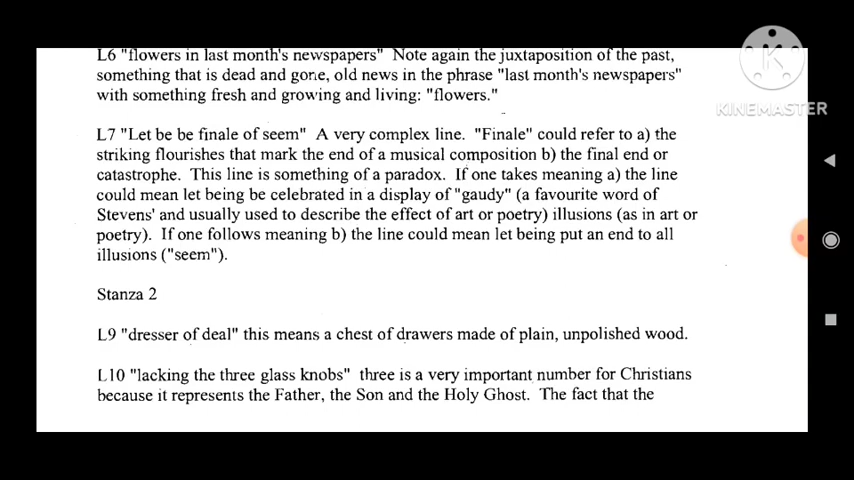 L6 "flowers in last month's newspapers" Note again the juxtaposition of the past,
something that is dead and gone, old news in the phrase "last month's newspapers"
with something fresh and growing and living: "flowers."
L7 "Let be be finale of seem" A very complex line. "Finale" could refer to a) the
striking flourishes that mark the end of a musical composition b) the final end or
catastrophe. This line is something of a paradox. If one takes meaning a) the line
could mean let being be celebrated in a display of "gaudy" (a favourite word of
Stevens' and usually used to describe the effect of art or poetry) illusions (as in art or
poetry). If one follows meaning b) the line could mean let being put an end to all
illusions ("seem").
Stanza 2
L9 "dresser of deal" this means a chest of drawers made of plain, unpolished wood.
L10 "lacking the three glass knobs" three is a very important number for Christians
because it represents the Father, the Son and the Holy Ghost. The fact that the
KINEMASTER